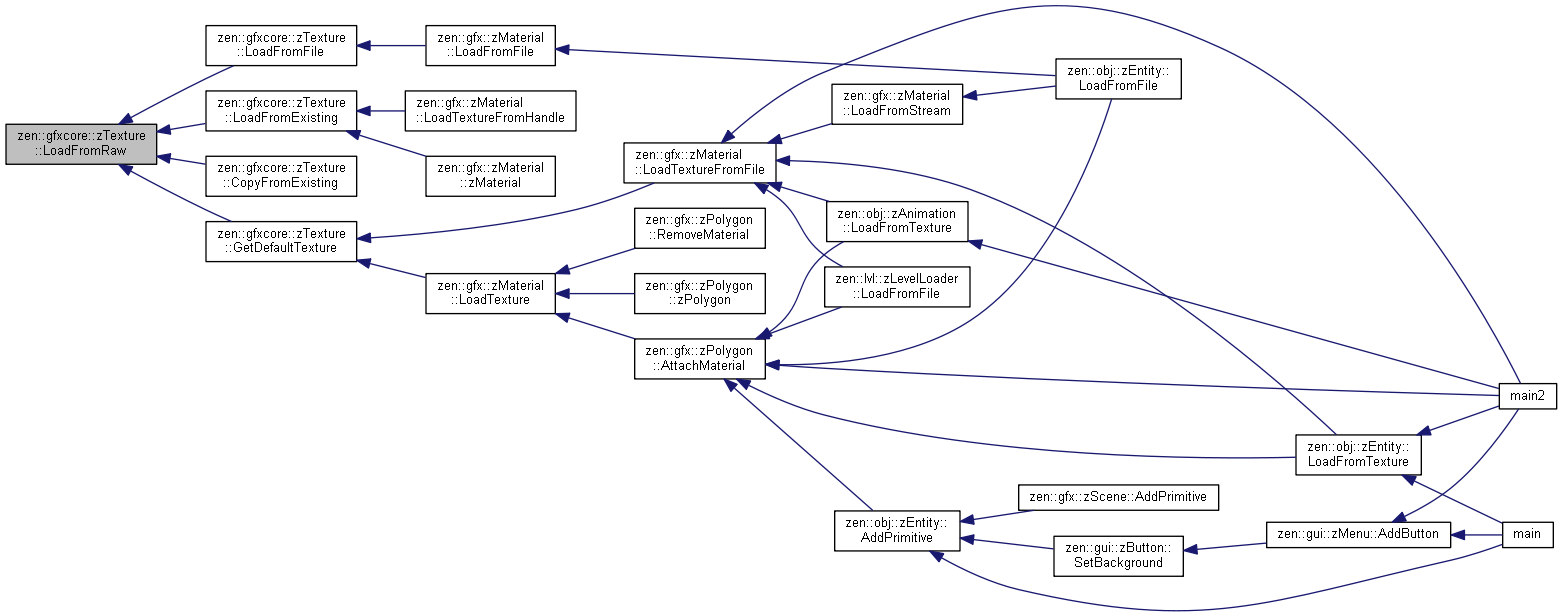 zen::gfxcore::zTexture
::LoadFromRaw
zen::gfxcore::zTexture
::LoadFromFile
zen::gfx::zMaterial
::LoadFromFile
zen::gfxcore::zTexture
::LoadFromExisting
zen::gfx::zMaterial
::LoadTextureFromHandle
zen::gfxcore::zTexture
::CopyFromExisting
zen::gfx::zMaterial
::zMaterial
zen::gfxcore::zTexture
::GetDefaultTexture
zen::gfx::zMaterial
::LoadTexture
zen::gfx::zMaterial
::LoadTextureFromFile
zen::gfx::zPolygon
::RemoveMaterial
zen::gfx::zPolygon
::zPolygon
zen::gfx::zPolygon
::AttachMaterial
zen::gfx::zMaterial
::LoadFromStream
zen::obj::zAnimation
::LoadFromTexture
zen::lvl::zLevelLoader
::LoadFromFile
zen::obj::zEntity::
AddPrimitive
zen::obj::zEntity::
LoadFromFile
zen::gfx::zScene::AddPrimitive
zen::gui::zButton::
SetBackground
zen::obj::zEntity::
LoadFromTexture
zen::gui::zMenu::AddButton
main2
main